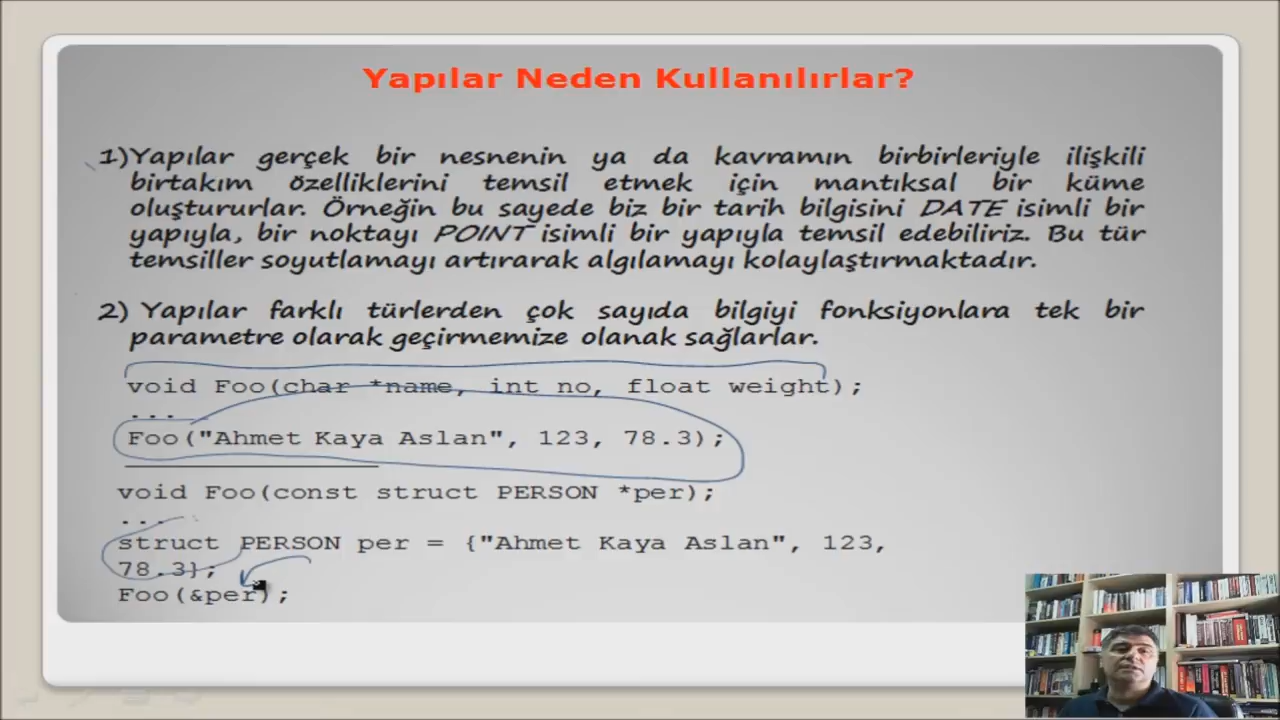 Yapılar Neden Kullanılırlar?
1)Yapılar gerçek bir nesnenin ya da kavramın birbirleriyle ilişkili
birtakım özelliklerini temsil etmek için mantıksal bir küme
oluştururlar. Örneğin bu sayede biz bir tarih bilgisini DATE isimli bir
yapıyla, bir noktayı POINT isimli bir yapıyla temsil edebiliriz. Bu tür
temsiller soyutlamayı artırarak algılamayı kolaylaştırmaktadır.
2) Yapılar farklı türlerden çok sayıda bilgiyi fonksiyonlara tek bir
parametre olarak geçirmemize olanak sağlarlar.
void Foo(char *name, int no, float weight);
...
Foo("Ahmet Kaya Aslan", 123, 78.3);
void Foo(const struct PERSON *per);
...
struct PERSON per = {"Ahmet Kaya Aslan", 123,
78.3};
Foo(&per);